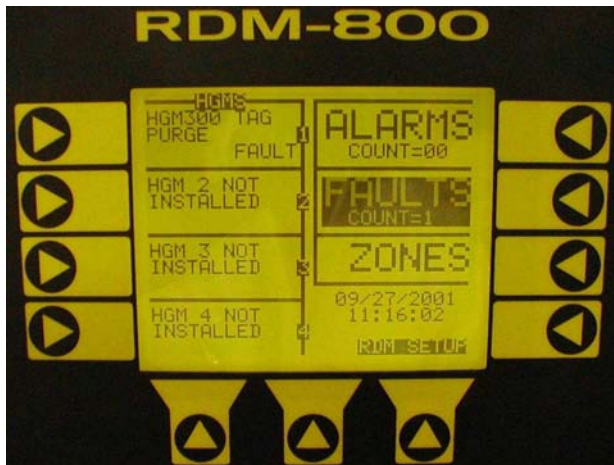 RDM-800
HGMS
HGM300 TAG
PURGE
FAULT
1
HGM 2 NOT
INSTALLED
2
HGM 3 NOT
INSTALLED
3
HGM 4 NOT
INSTALLED
4
ALARMS
COUNT=00
FAULTS
COUNT=1
ZONES
09/27/2001
11:16:02
RDM SETUP